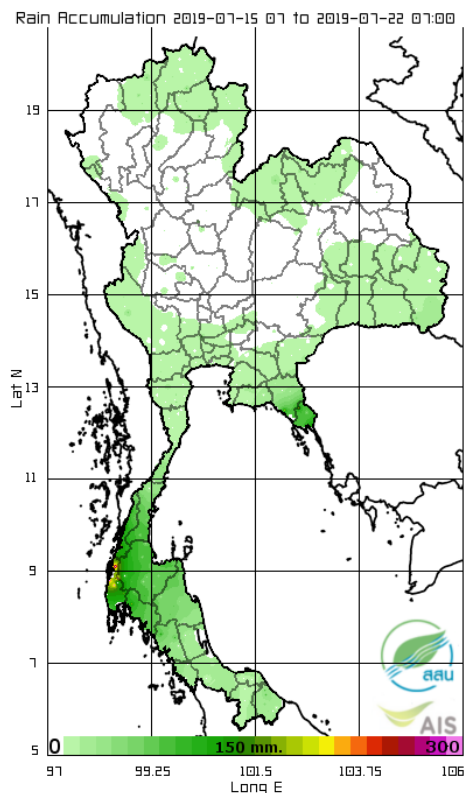 Rain Accumulation 2019-07-15 07 to 2019-07-22 07:00
19
17
15
Lat N
13
11
9
7
สสน
AIS
0 150 mm. 300
5
97 99.25 101.5 103.75 106
Long E